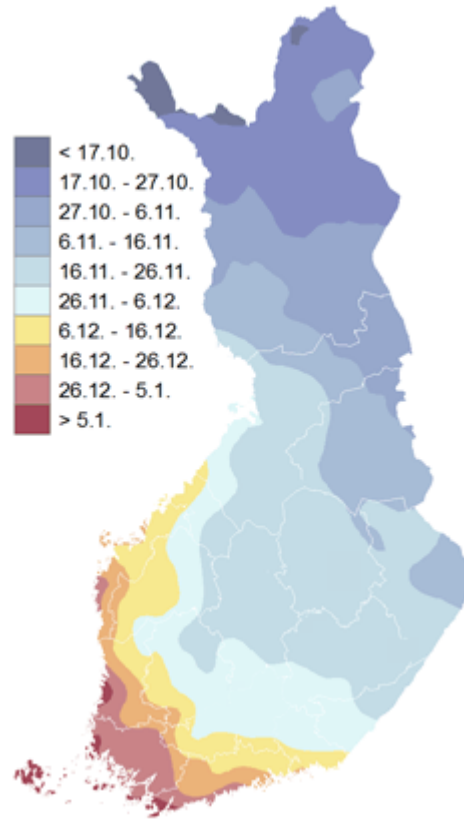 < 17.10.
17.10. - 27.10.
27.10. - 6.11.
6.11. - 16.11.
16.11. - 26.11.
26.11. - 6.12.
6.12. - 16.12.
16.12. - 26.12.
26.12. - 5.1.
> 5.1.